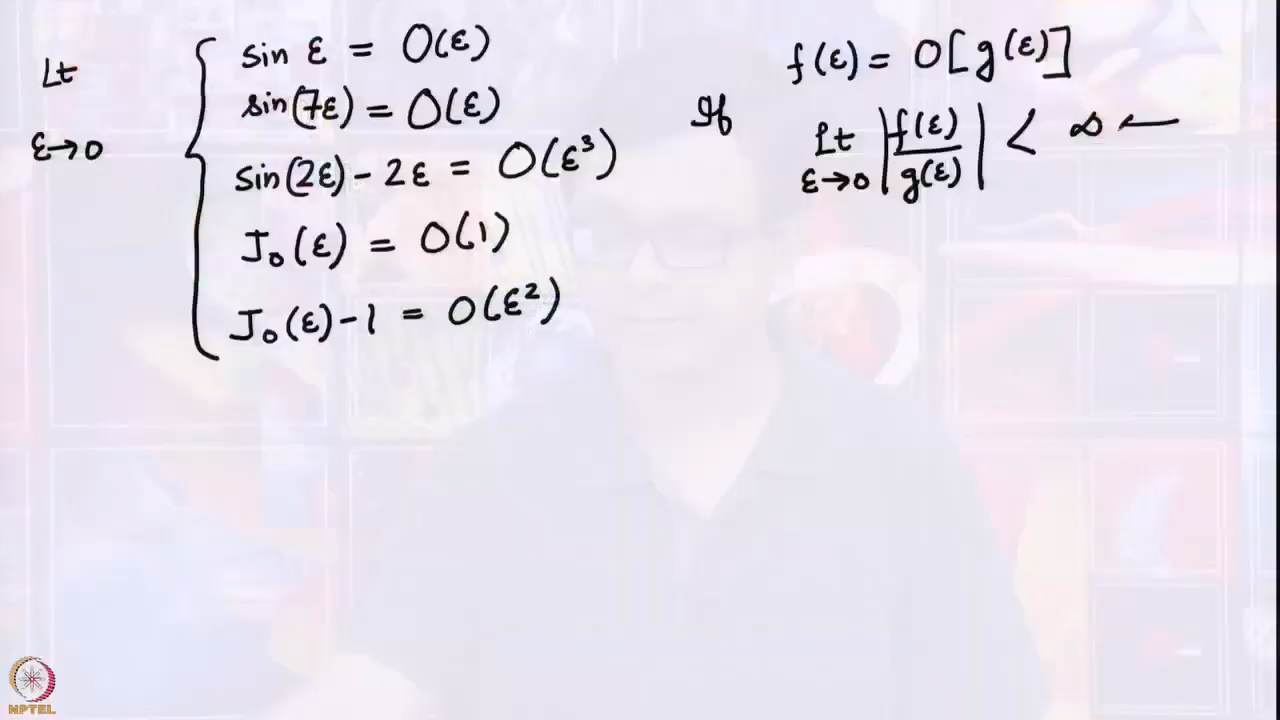 Lt
ε→0
sin ε = O(ε)
sin(7ε) = O(ε)
sin(2ε) - 2ε = O(ε³)
J₀(ε) = O(1)
J₀(ε) - 1 = O(ε²)
f(ε) = O[g(ε)]
If Lt ε→0 |f(ε)/g(ε)| < ∞ ←
NPTEL